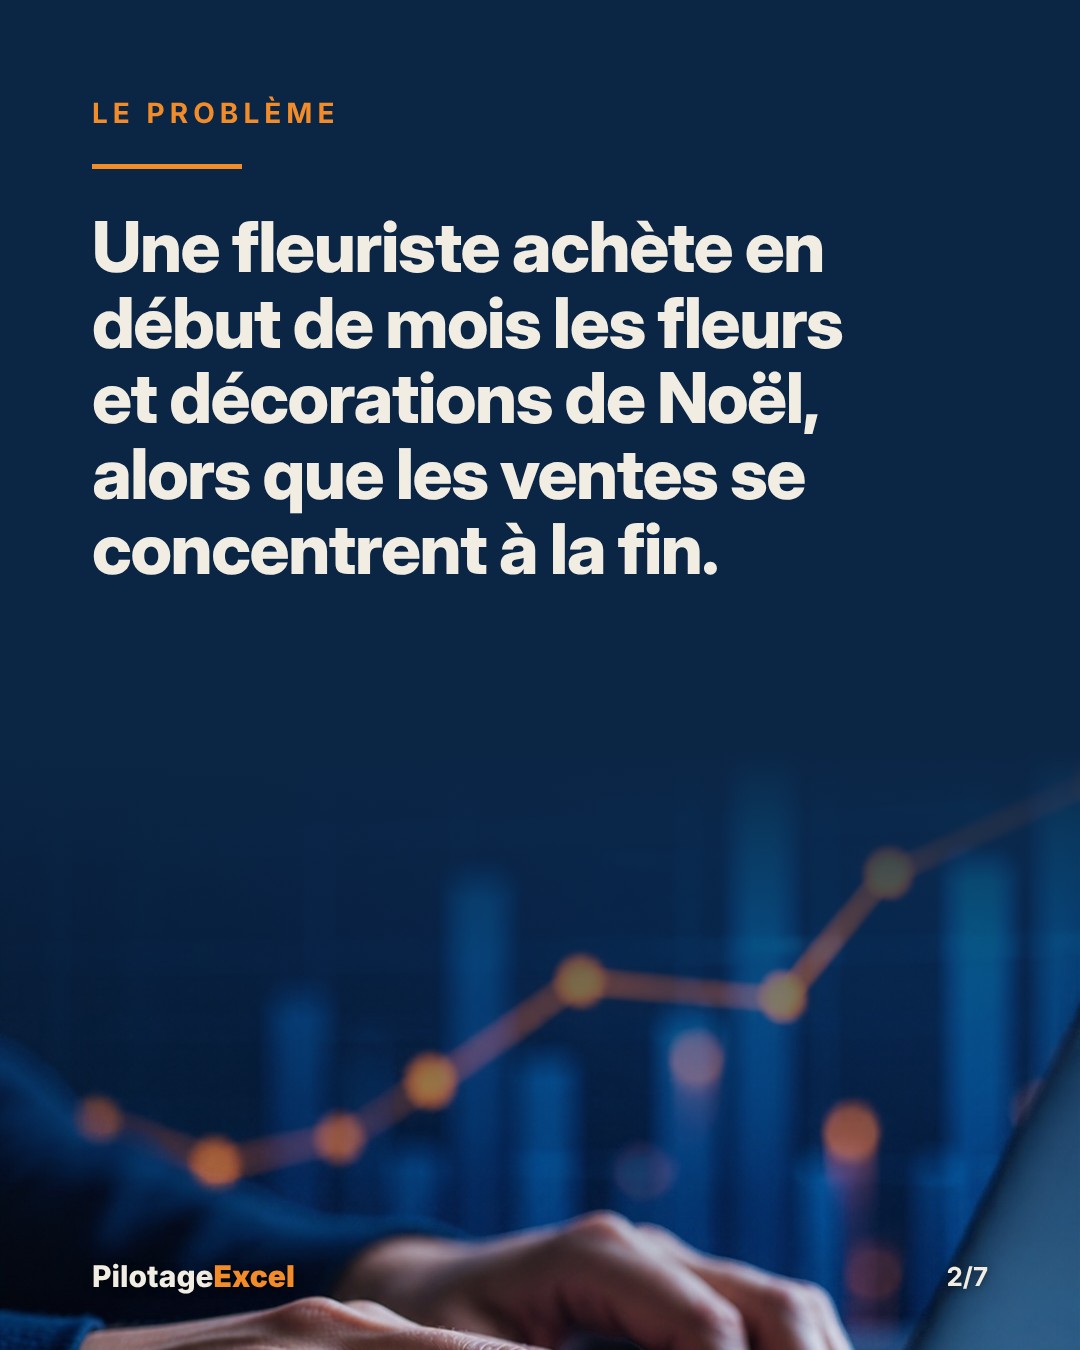 LE PROBLÈME
Une fleuriste achète en
début de mois les fleurs
et décorations de Noël,
alors que les ventes se
concentrent à la fin.
PilotageExcel
2/7